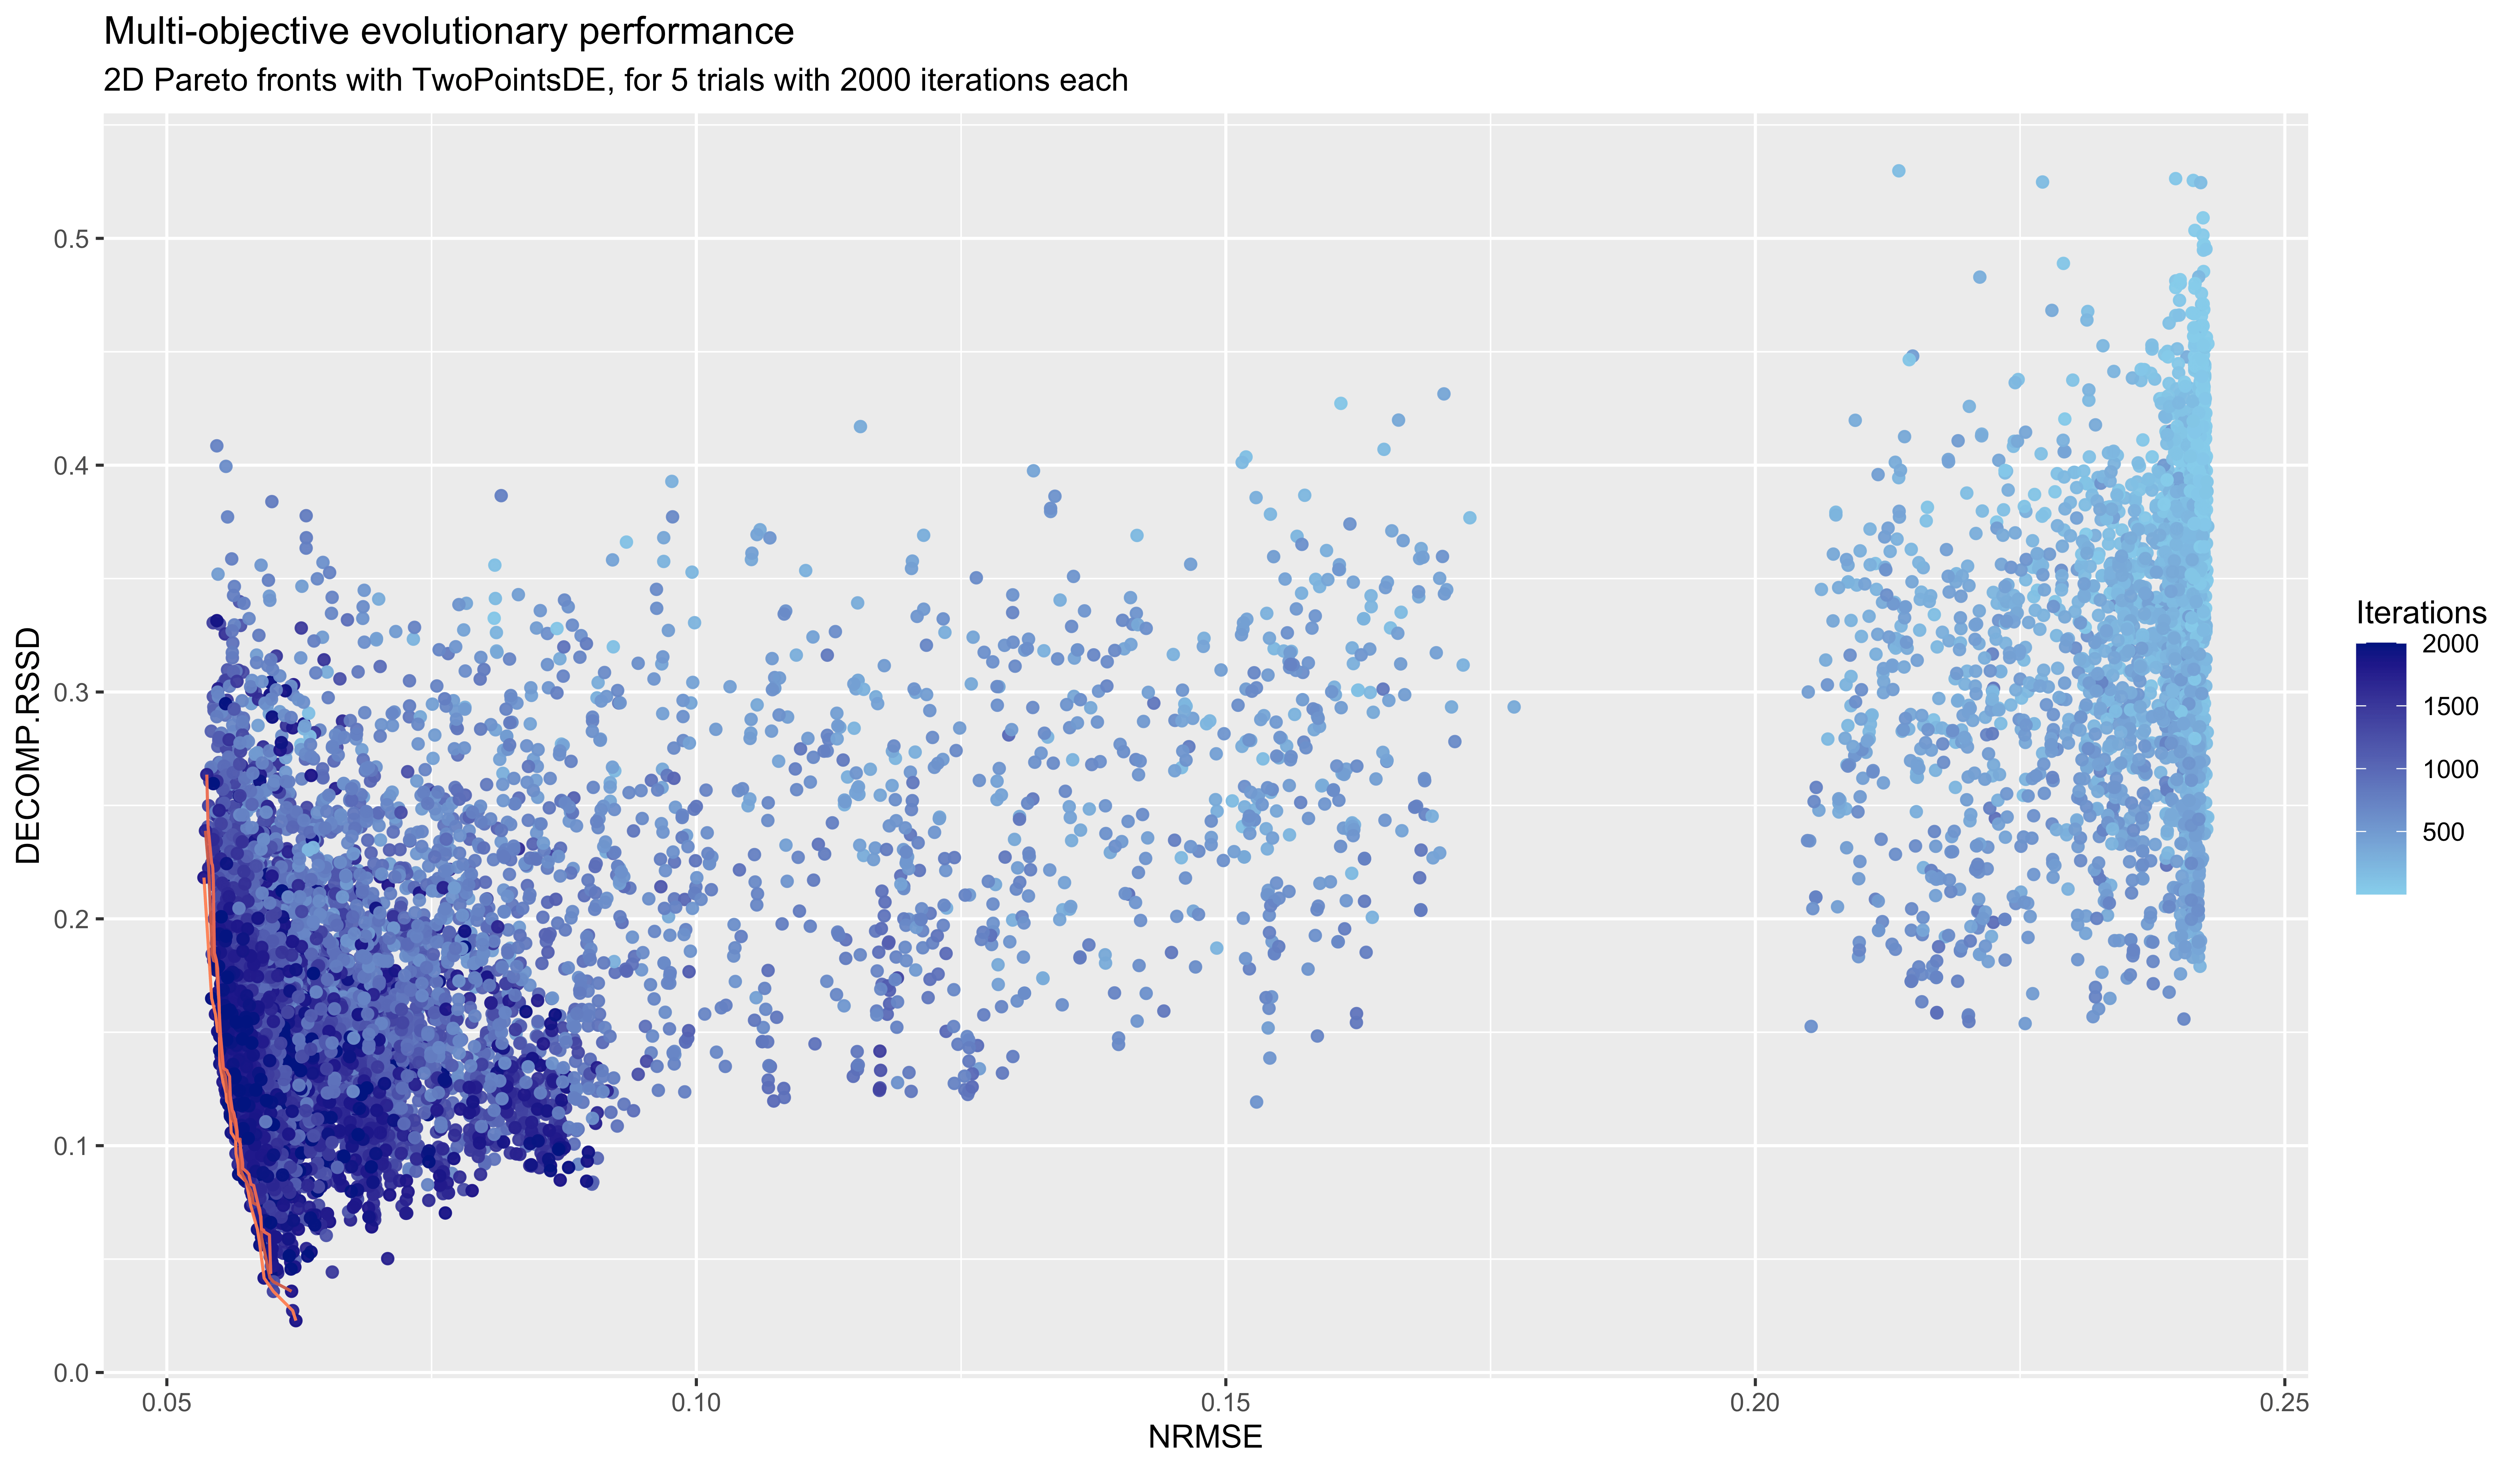 Multi-objective evolutionary performance
2D Pareto fronts with TwoPointsDE, for 5 trials with 2000 iterations each
DECOMP.RSSD
0.5
0.4
0.3
0.2
0.1
0.0
0.05 0.10 0.15 0.20 0.25
NRMSE
Iterations
2000
1500
1000
500